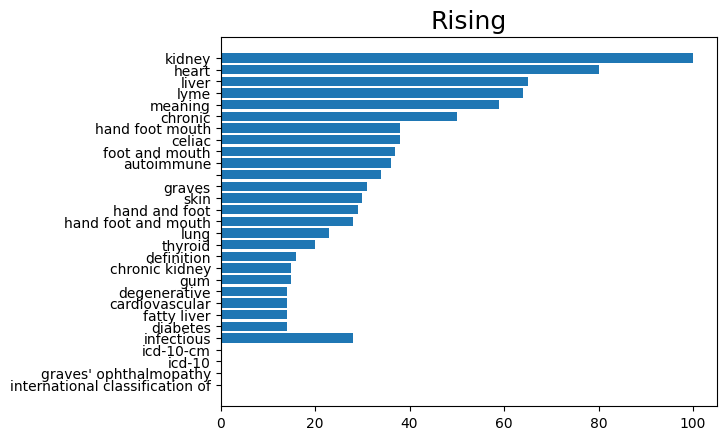 Rising
kidney
heart
liver
lyme
meaning
chronic
hand foot mouth
celiac
foot and mouth
autoimmune
graves
skin
hand and foot
hand foot and mouth
lung
thyroid
definition
chronic kidney
gum
degenerative
cardiovascular
fatty liver
diabetes
infectious
icd-10-cm
icd-10
graves' ophthalmopathy
international classification of
0 20 40 60 80 100